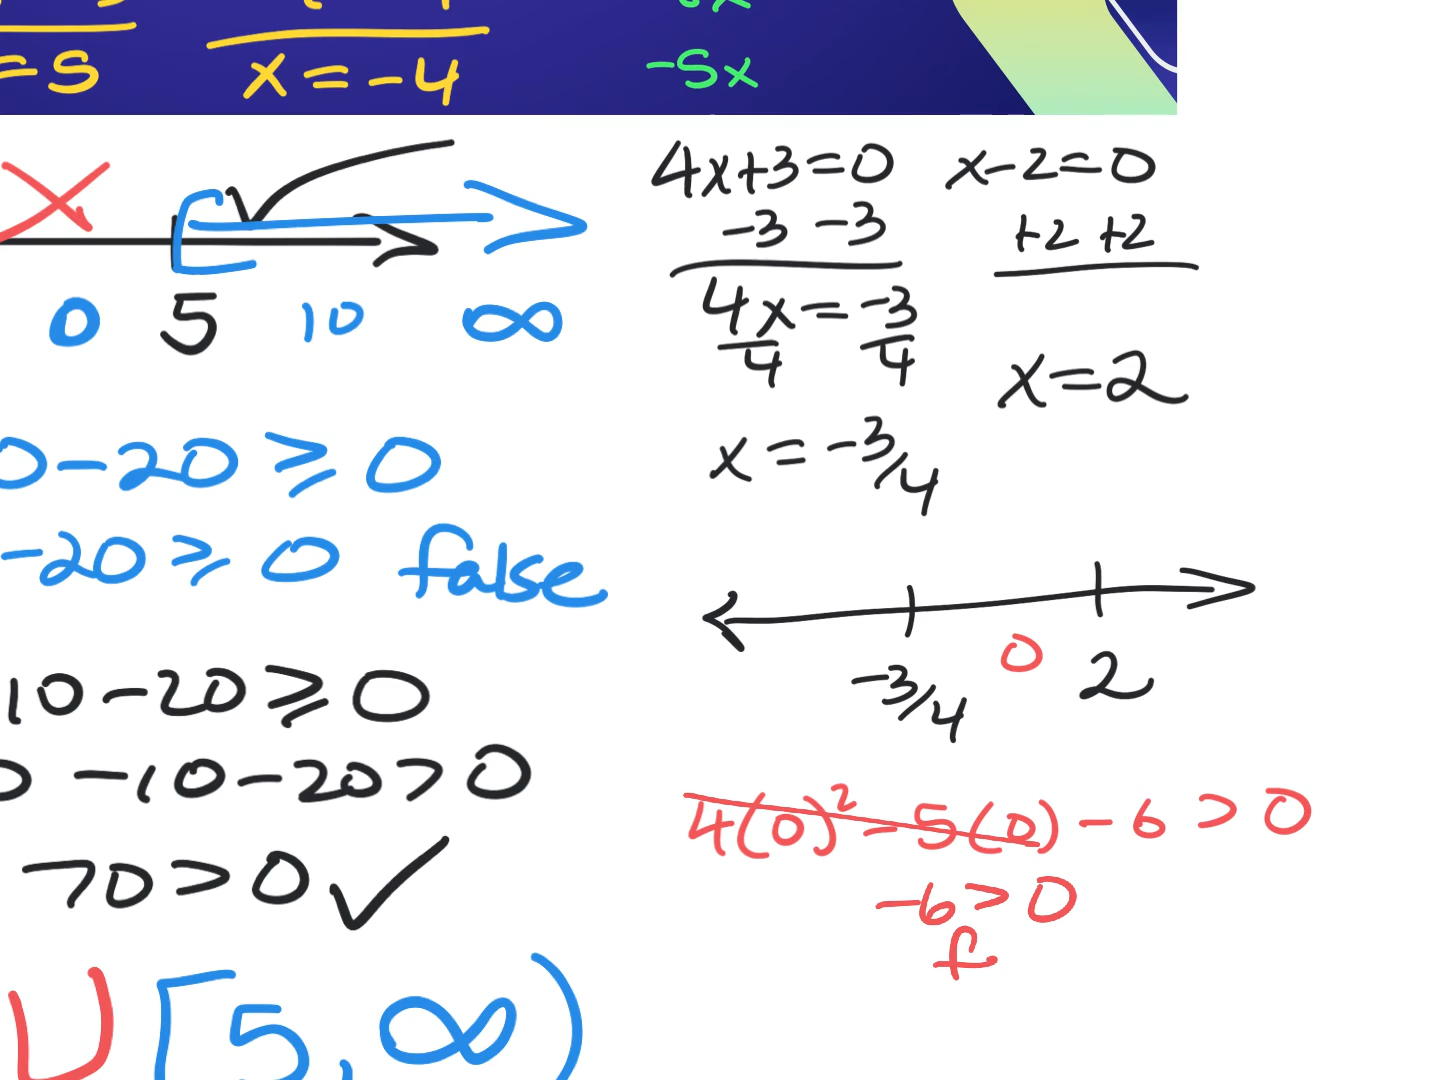 = 5
x = -4
-5x
0 5 10 ∞
0-20 ≥ 0
-20 ≥ 0 false
10-20 ≥ 0
-10-20 > 0
70 > 0 ✓
U [5, ∞)
4x+3=0
-3 -3
4x = -3
4 4
x = -3/4
x-2=0
+2 +2
x=2
-3/4 0 2
4(0)² - 5(0) - 6 > 0
-6 > 0
f